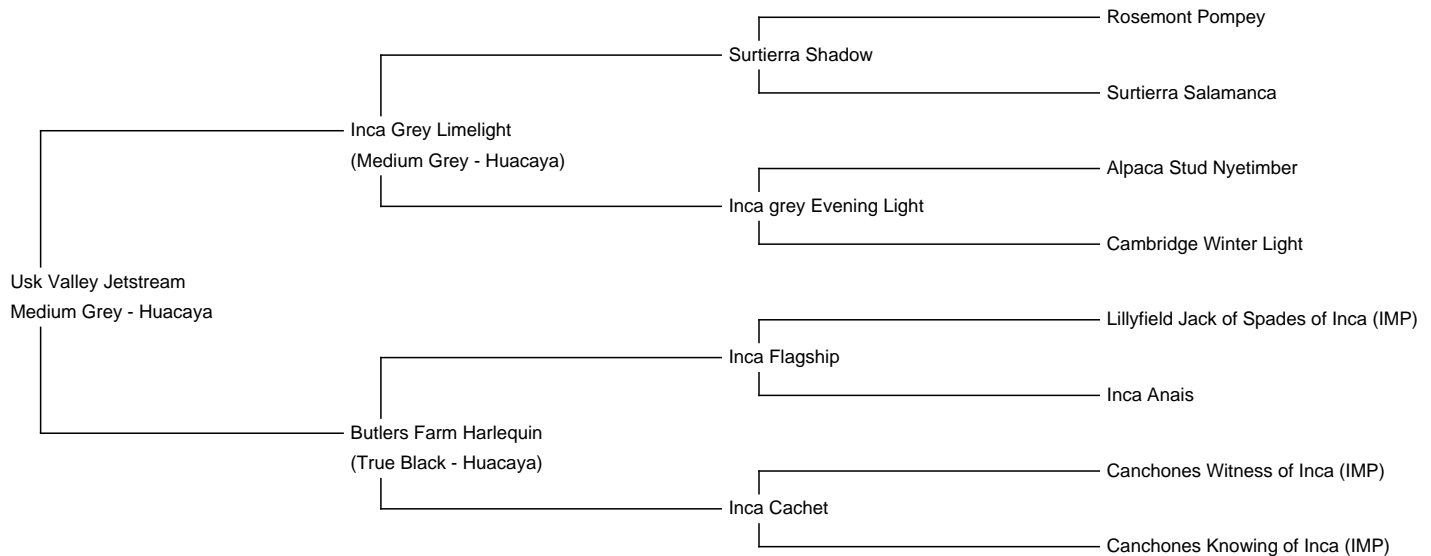 Rosemont Pompey
Surtierra Shadow
Surtierra Salamanca
Inca Grey Limelight
(Medium Grey - Huacaya)
Alpaca Stud Nyetimber
Inca grey Evening Light
Cambridge Winter Light
Usk Valley Jetstream
Medium Grey - Huacaya
Lillyfield Jack of Spades of Inca (IMP)
Inca Flagship
Inca Anais
Butlers Farm Harlequin
(True Black - Huacaya)
Canchones Witness of Inca (IMP)
Inca Cachet
Canchones Knowing of Inca (IMP)